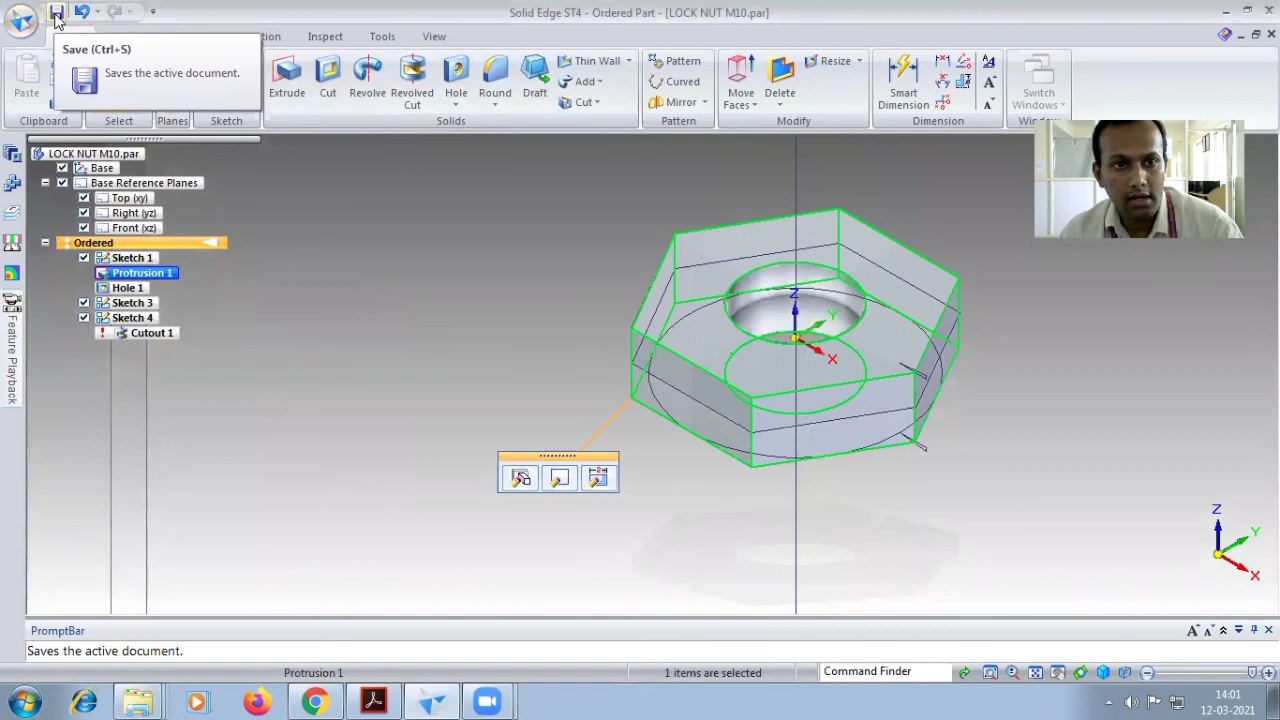 Solid Edge ST4 - Ordered Part - [LOCK NUT M10.par]
Inspect Tools View
Save (Ctrl+S)
Saves the active document.
Paste
Extrude
Cut
Revolve
Revolved Cut
Hole
Round
Draft
Thin Wall
Add
Cut
Pattern
Curved
Mirror
Move Faces
Delete
Resize
Smart Dimension
Switch Windows
Clipboard
Select
Planes
Sketch
Solids
Pattern
Modify
Dimension
LOCK NUT M10.par
Base
Base Reference Planes
Top (xy)
Right (yz)
Front (xz)
Ordered
Sketch 1
Protrusion 1
Hole 1
Sketch 3
Sketch 4
Cutout 1
Feature Playback
Z
Y
X
Z
Y
X
PromptBar
Saves the active document.
Protrusion 1
1 items are selected
Command Finder
14:01
12-03-2021